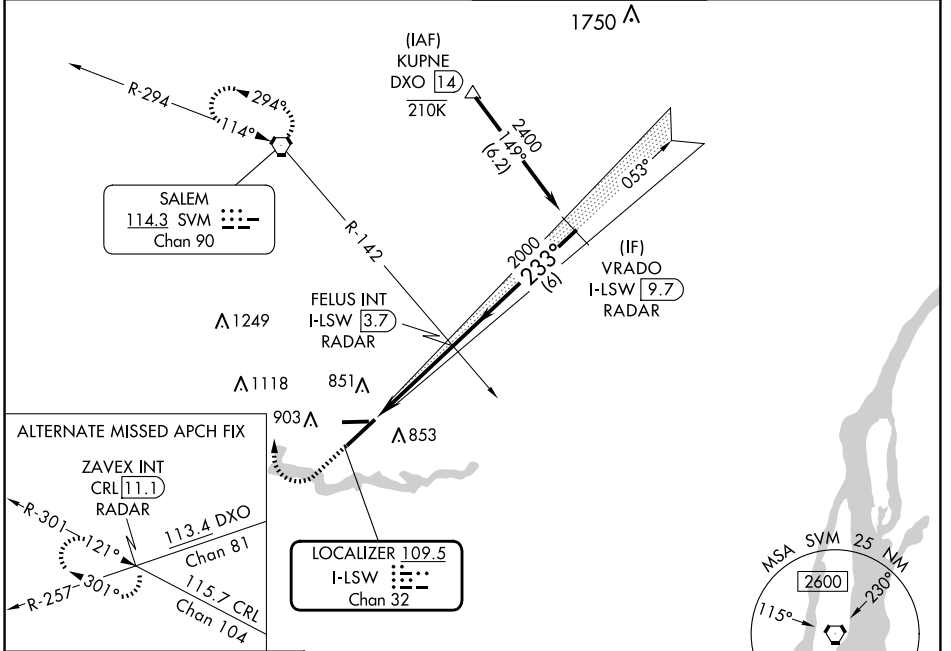 1750
(IAF)
KUPNE
DXO 14
210K
2400
149°
(6.2)
R-294
294°
114°
053°
SALEM
114.3 SVM
Chan 90
R-142
2000
233°
(6)
(IF)
VRADO
I-LSW 9.7
RADAR
FELUS INT
I-LSW 3.7
RADAR
1249
1118
851
903
853
ALTERNATE MISSED APCH FIX
ZAVEX INT
CRL 11.1
RADAR
R-301
121°
113.4 DXO
Chan 81
301°
R-257
115.7 CRL
Chan 104
LOCALIZER 109.5
I-LSW
Chan 32
MSA SVM 25 NM
2600
115°
230°